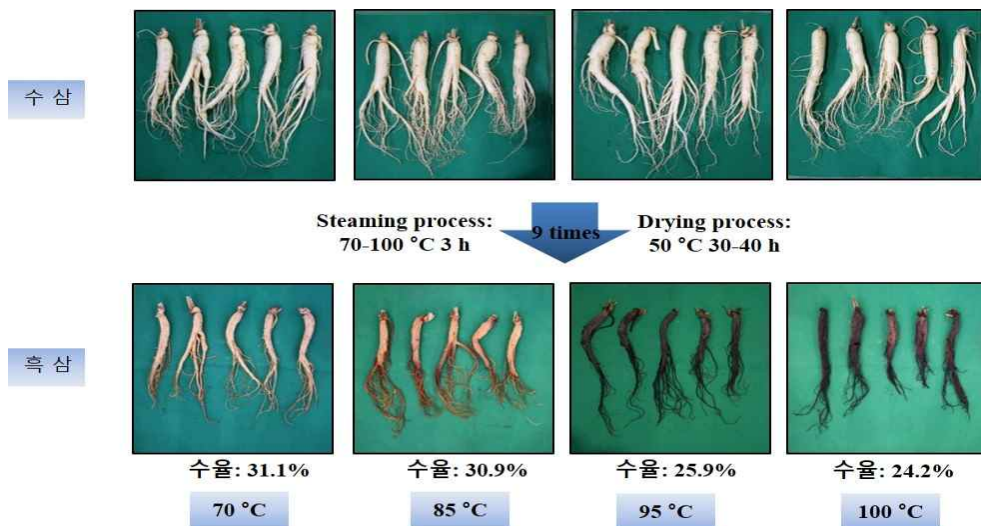 수 삼
Steaming process:
70-100 °C 3 h
9 times
Drying process:
50 °C 30-40 h
흑 삼
수율: 31.1%
수율: 30.9%
수율: 25.9%
수율: 24.2%
70 °C
85 °C
95 °C
100 °C